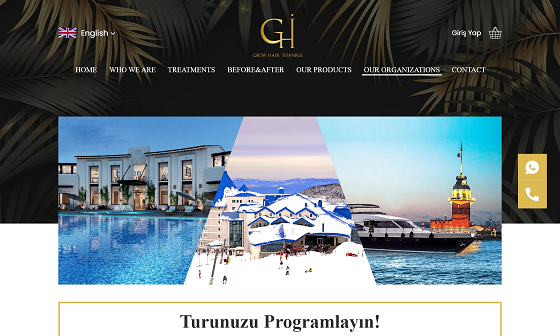 English
GHI
GROW HAIR ISTANBUL
Giriş Yap
HOME WHO WE ARE TREATMENTS BEFORE&AFTER OUR PRODUCTS OUR ORGANIZATIONS CONTACT
Turunuzu Programlayın!